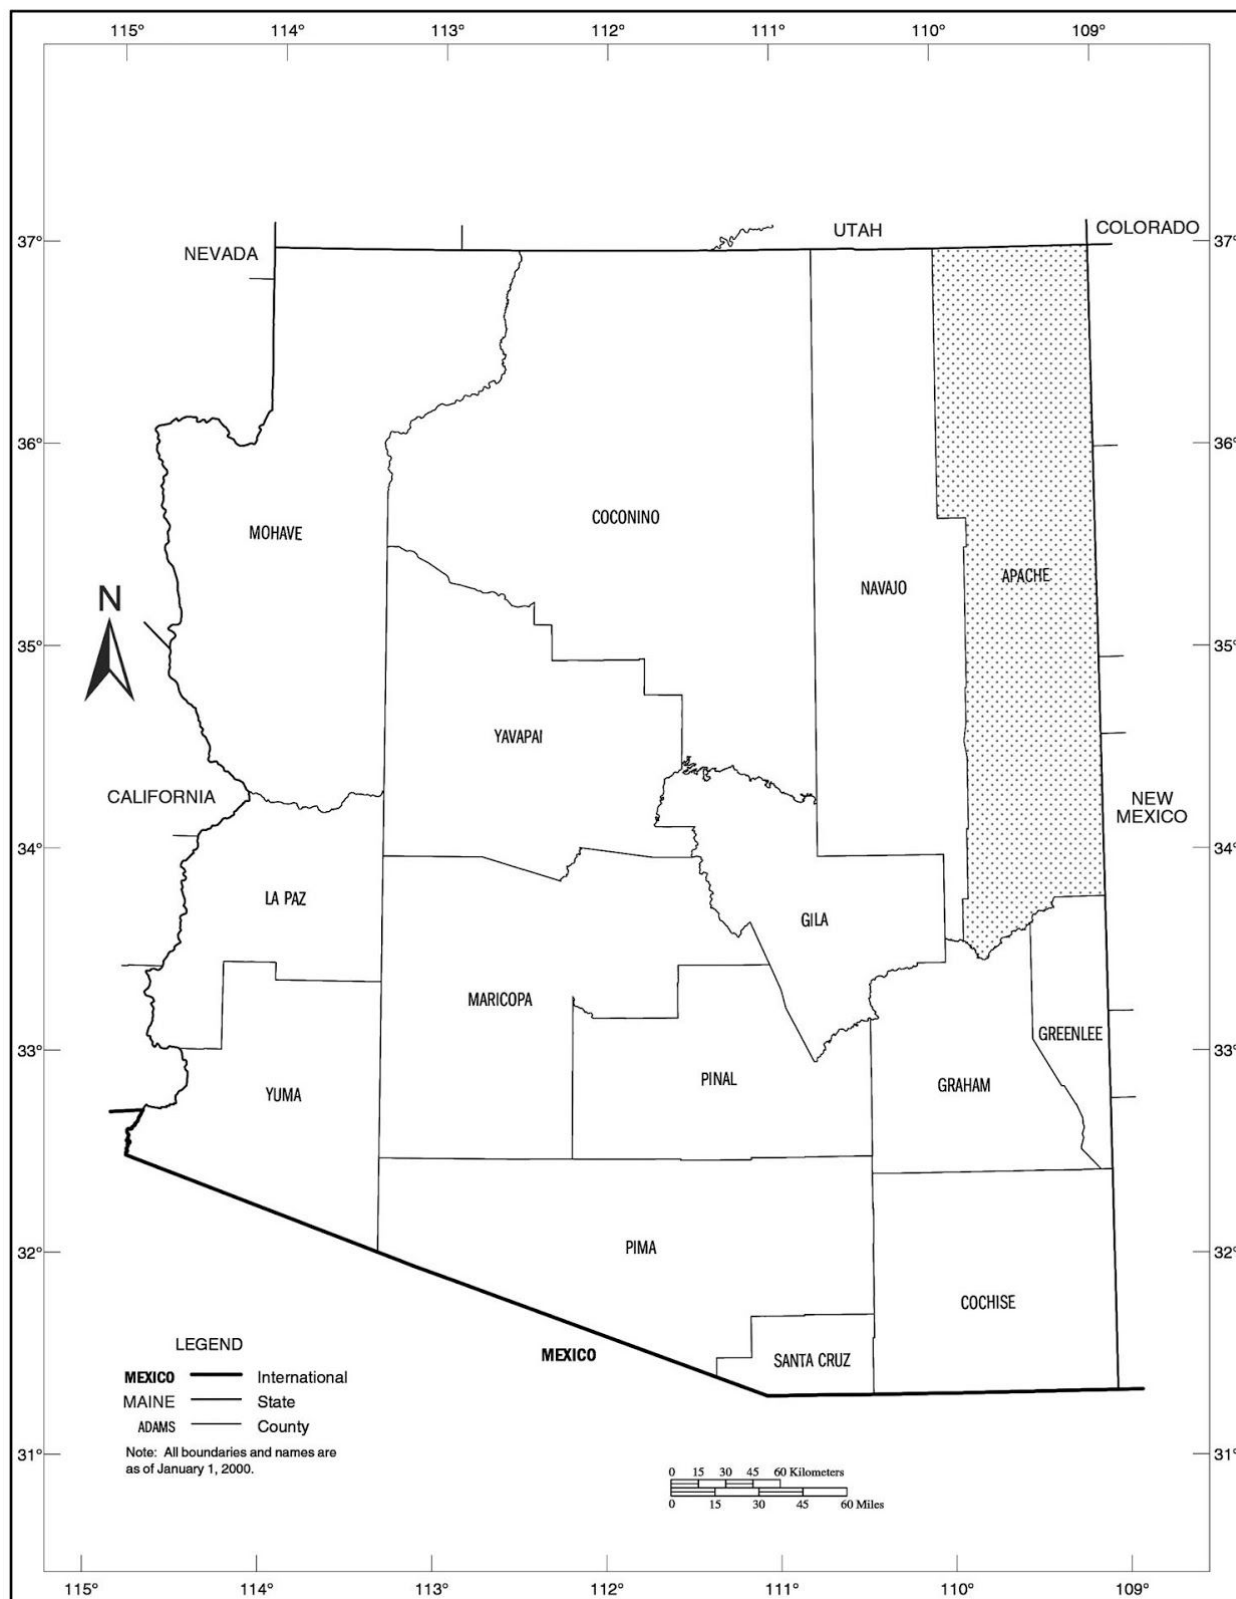 115° 114° 113° 112° 111° 110° 109°
37° NEVADA UTAH COLORADO 37°
36° 36°
COCONINO
MOHAVE
APACHE
NAVAJO
N
35° 35°
YAVAPAI
CALIFORNIA
NEW
MEXICO
34° 34°
LA PAZ
GILA
MARICOPA
GREENLEE
33° 33°
PINAL
GRAHAM
YUMA
32° PIMA 32°
COCHISE
LEGEND
MEXICO
SANTA CRUZ
MEXICO International
MAINE State
ADAMS County
Note: All boundaries and names are
as of January 1, 2000.
31° 31°
0 15 30 45 60 Kilometers
0 15 30 45 60 Miles
115° 114° 113° 112° 111° 110° 109°